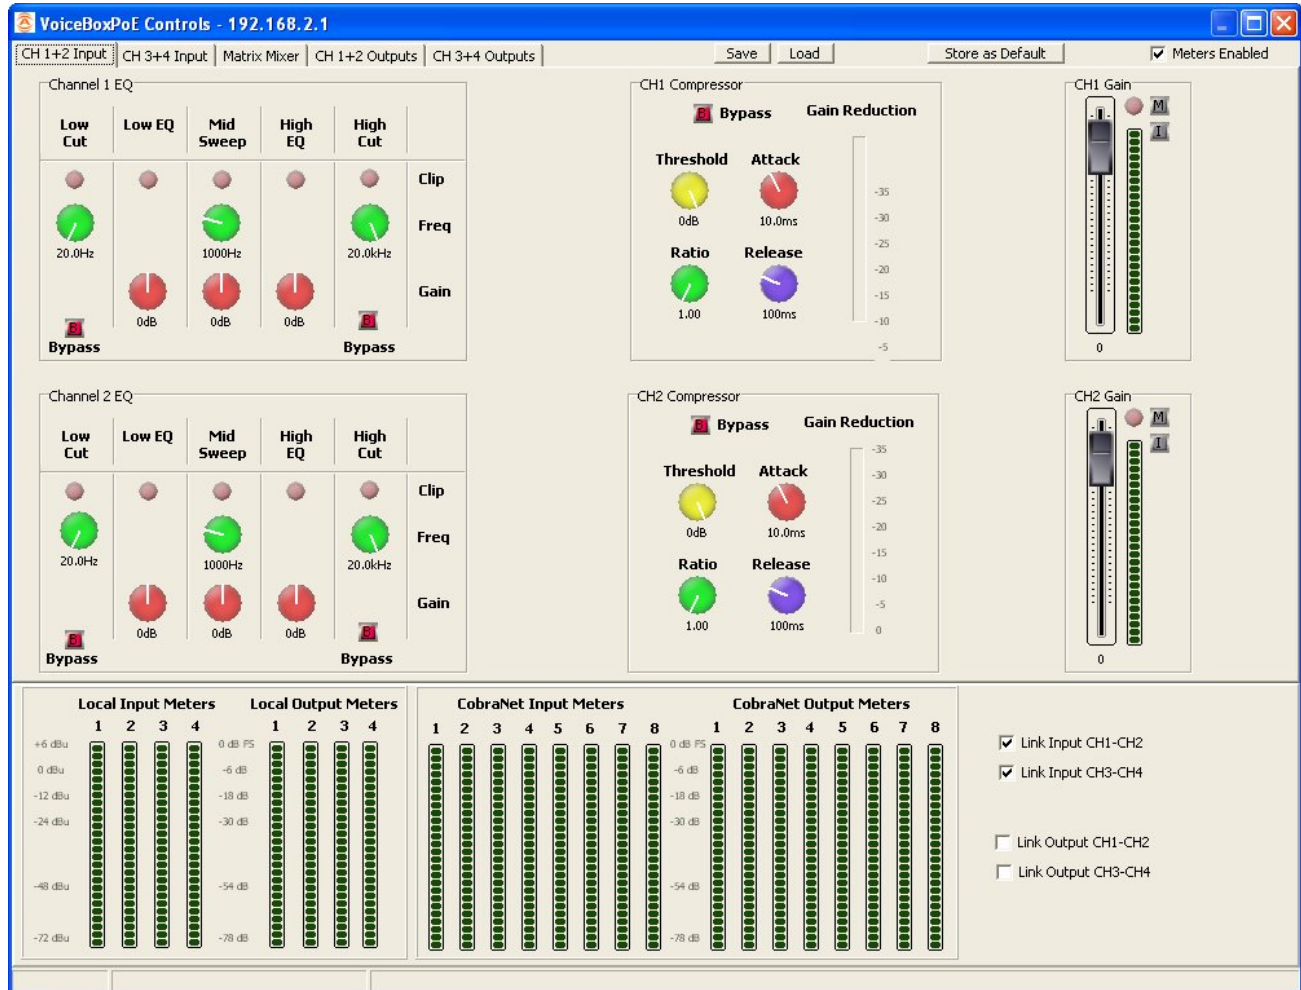 VoiceBoxPoE Controls - 192.168.2.1
CH 1+2 Input CH 3+4 Input Matrix Mixer CH 1+2 Outputs CH 3+4 Outputs Save Load Store as Default Meters Enabled
Channel 1 EQ
Low Cut Low EQ Mid Sweep High EQ High Cut
Clip
Freq
20.0Hz 1000Hz 20.0kHz
Gain
0dB 0dB 0dB
B B
Bypass Bypass
CH1 Compressor
B Bypass Gain Reduction
Threshold Attack
0dB 10.0ms
Ratio Release
1.00 100ms
-35
-30
-25
-20
-15
-10
-5
CH1 Gain
M
I
0
Channel 2 EQ
Low Cut Low EQ Mid Sweep High EQ High Cut
Clip
Freq
20.0Hz 1000Hz 20.0kHz
Gain
0dB 0dB 0dB
B B
Bypass Bypass
CH2 Compressor
B Bypass Gain Reduction
Threshold Attack
0dB 10.0ms
Ratio Release
1.00 100ms
-35
-30
-25
-20
-15
-10
-5
0
CH2 Gain
M
I
0
Local Input Meters Local Output Meters
1 2 3 4 1 2 3 4
+6 dBu 0 dB FS
0 dBu -6 dB
-12 dBu -18 dB
-24 dBu -30 dB
-48 dBu -54 dB
-72 dBu -78 dB
CobraNet Input Meters CobraNet Output Meters
1 2 3 4 5 6 7 8 1 2 3 4 5 6 7 8
0 dB FS
-6 dB
-18 dB
-30 dB
-54 dB
-78 dB
Link Input CH1-CH2
Link Input CH3-CH4
Link Output CH1-CH2
Link Output CH3-CH4